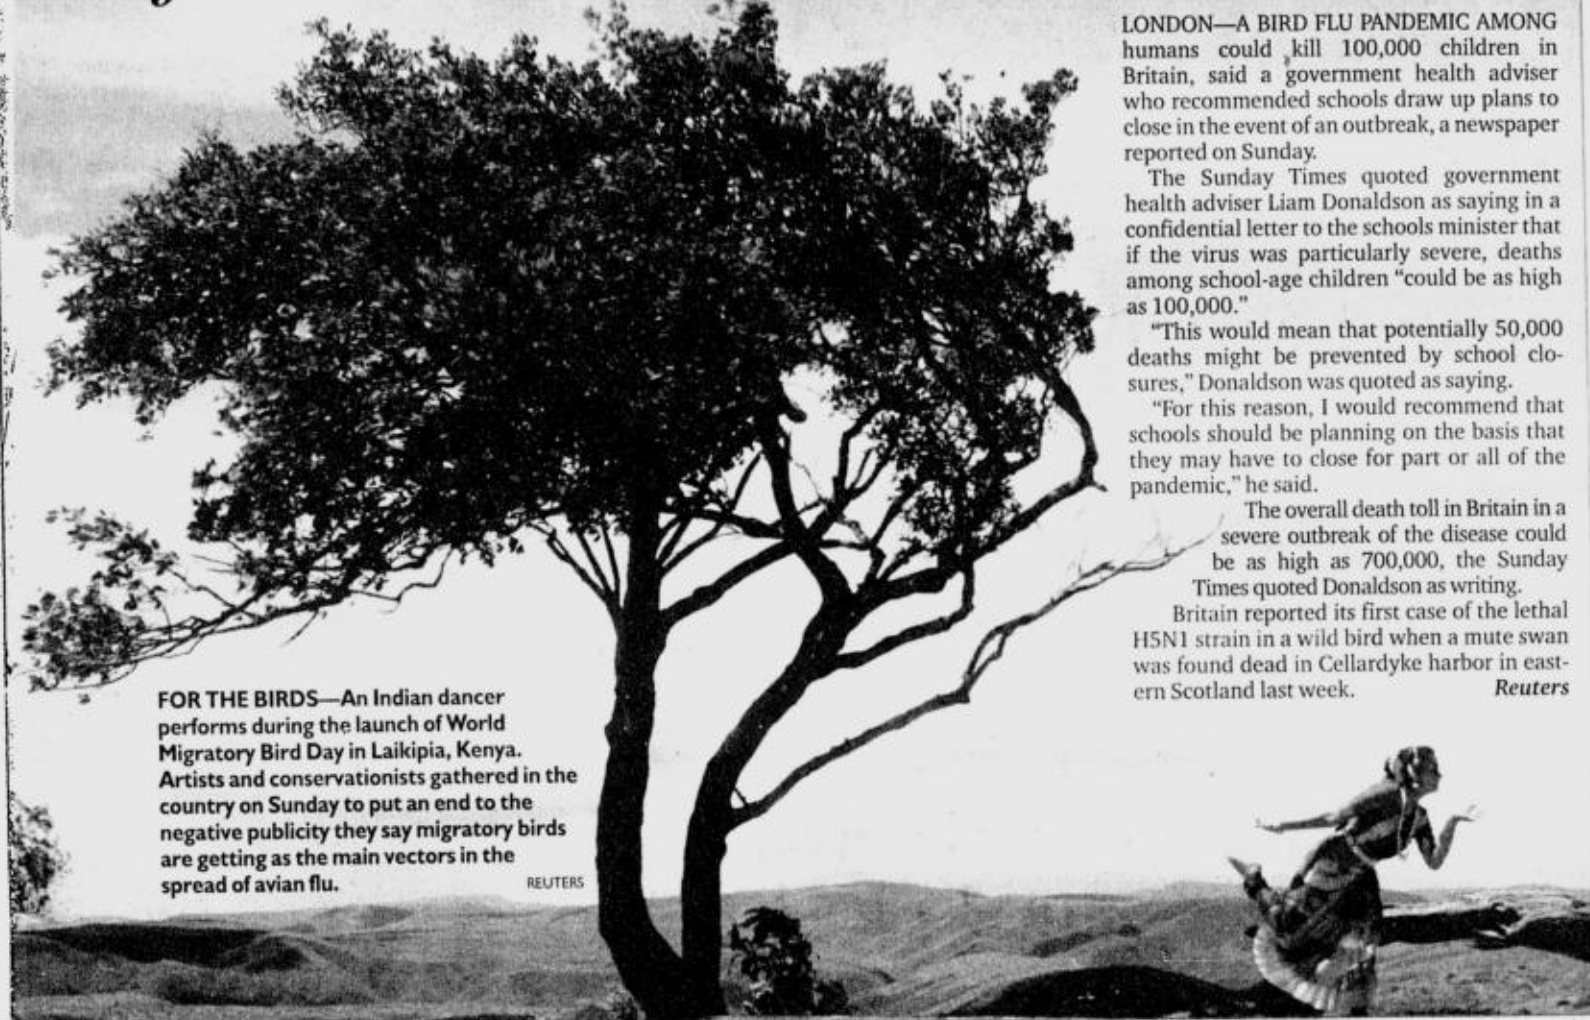 LONDON—A BIRD FLU PANDEMIC AMONG
humans could kill 100,000 children in
Britain, said a government health adviser
who recommended schools draw up plans to
close in the event of an outbreak, a newspaper
reported on Sunday.
The Sunday Times quoted government
health adviser Liam Donaldson as saying in a
confidential letter to the schools minister that
if the virus was particularly severe, deaths
among school-age children “could be as high
as 100,000.”
“This would mean that potentially 50,000
deaths might be prevented by school clo-
sures,” Donaldson was quoted as saying.
“For this reason, I would recommend that
schools should be planning on the basis that
they may have to close for part or all of the
pandemic,” he said.
The overall death toll in Britain in a
severe outbreak of the disease could
be as high as 700,000, the Sunday
Times quoted Donaldson as writing.
Britain reported its first case of the lethal
H5N1 strain in a wild bird when a mute swan
was found dead in Cellardyke harbor in east-
ern Scotland last week. Reuters
FOR THE BIRDS—An Indian dancer
performs during the launch of World
Migratory Bird Day in Laikipia, Kenya.
Artists and conservationists gathered in the
country on Sunday to put an end to the
negative publicity they say migratory birds
are getting as the main vectors in the
spread of avian flu. REUTERS